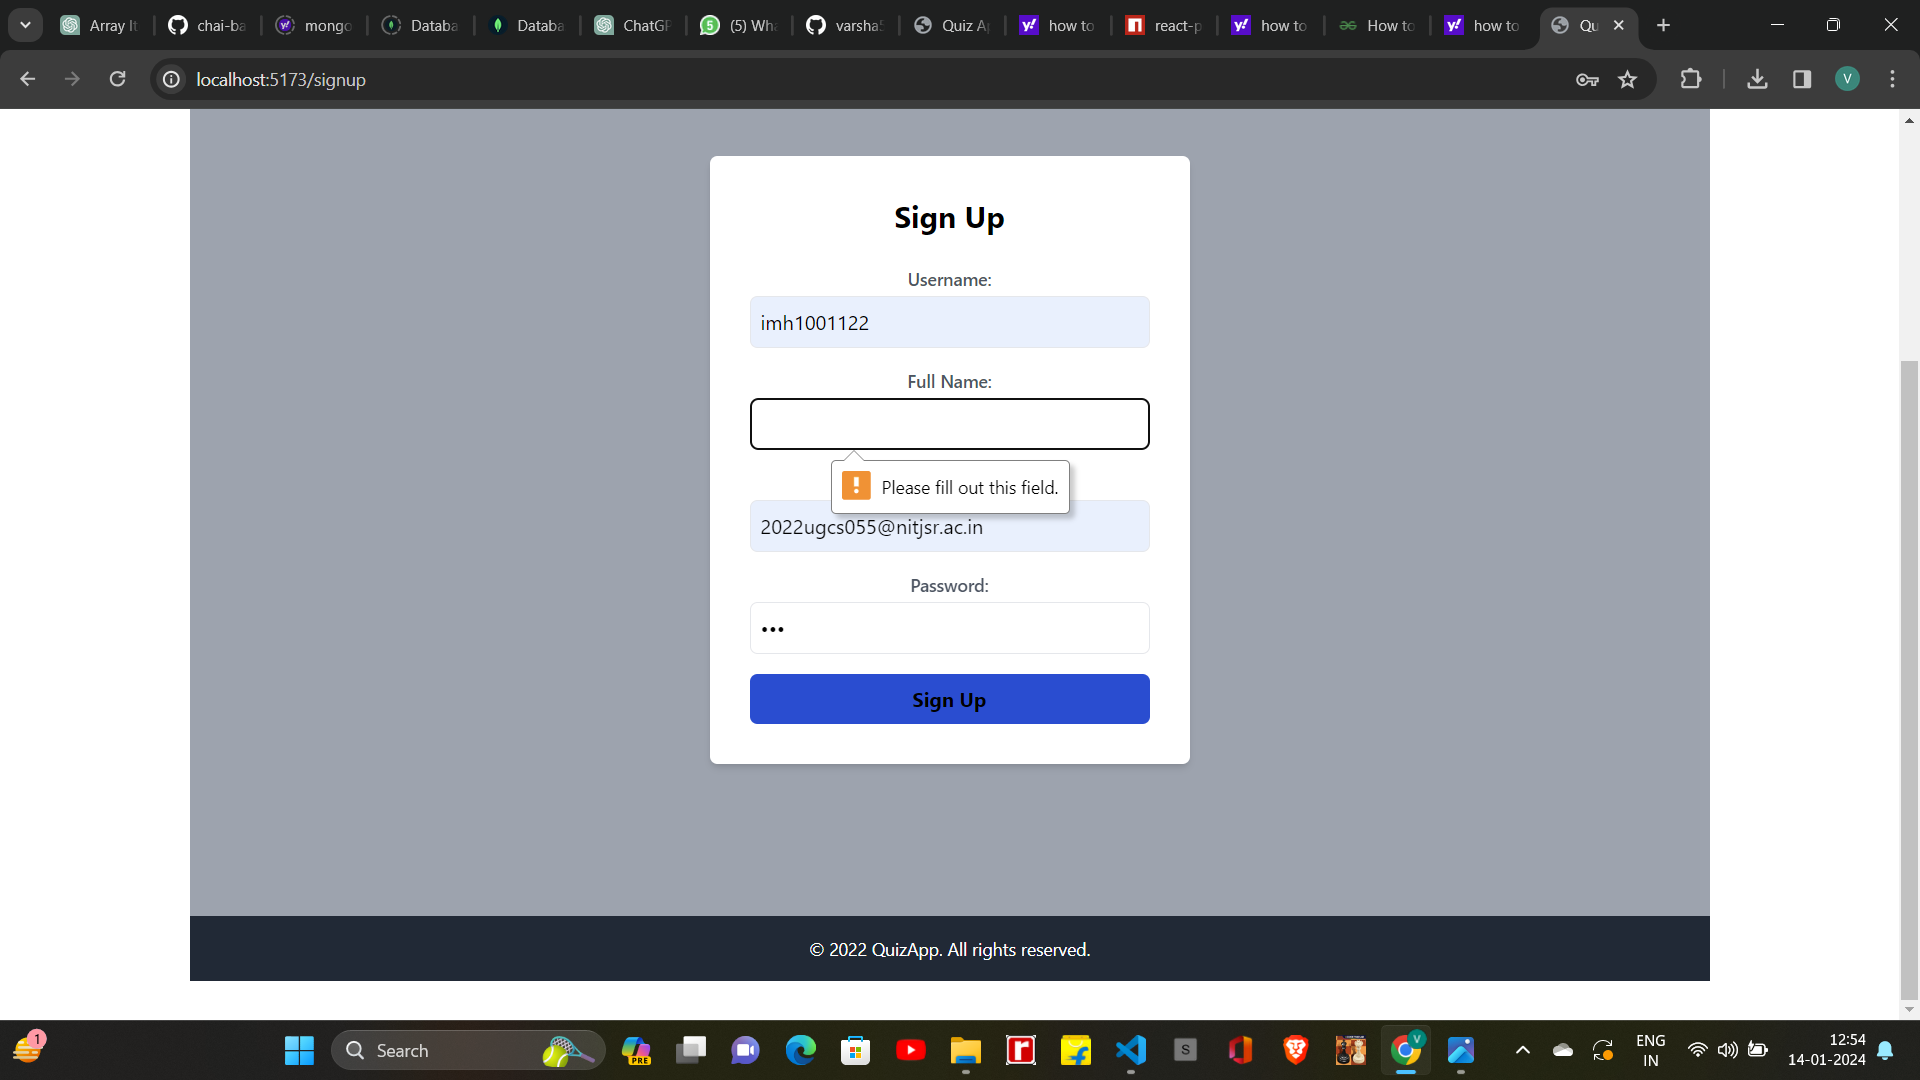 Array It
chai-ba
mongo
Databa
Databa
ChatGP
(5) Wha
varsha
Quiz A
how to
react-p
how to
How to
how to
Qu
localhost:5173/signup
V
Sign Up
Username:
imh1001122
Full Name:
Please fill out this field.
2022ugcs055@nitjsr.ac.in
Password:
Sign Up
© 2022 QuizApp. All rights reserved.
1
Search
PRE
S
V
ENG
IN
12:54
14-01-2024